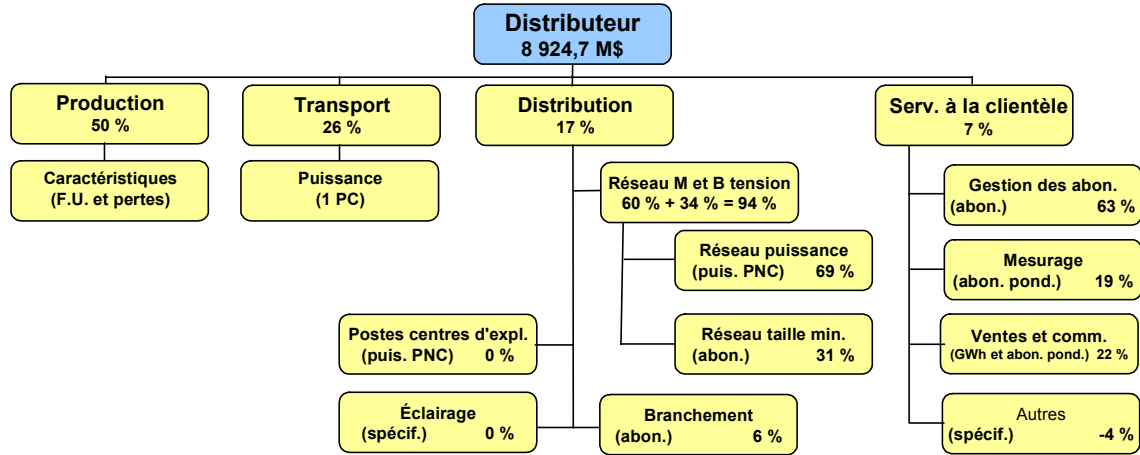 Distributeur
8 924,7 M$
Production
50 %
Transport
26 %
Distribution
17 %
Serv. à la clientèle
7 %
Caractéristiques
(F.U. et pertes)
Puissance
(1 PC)
Réseau M et B tension
60 % + 34 % = 94 %
Réseau puissance
(puis. PNC) 69 %
Réseau taille min.
(abon.) 31 %
Postes centres d'expl.
(puis. PNC) 0 %
Éclairage
(spécif.) 0 %
Branchement
(abon.) 6 %
Gestion des abon.
(abon.) 63 %
Mesurage
(abon. pond.) 19 %
Ventes et comm.
(GWh et abon. pond.) 22 %
Autres
(spécif.) -4 %